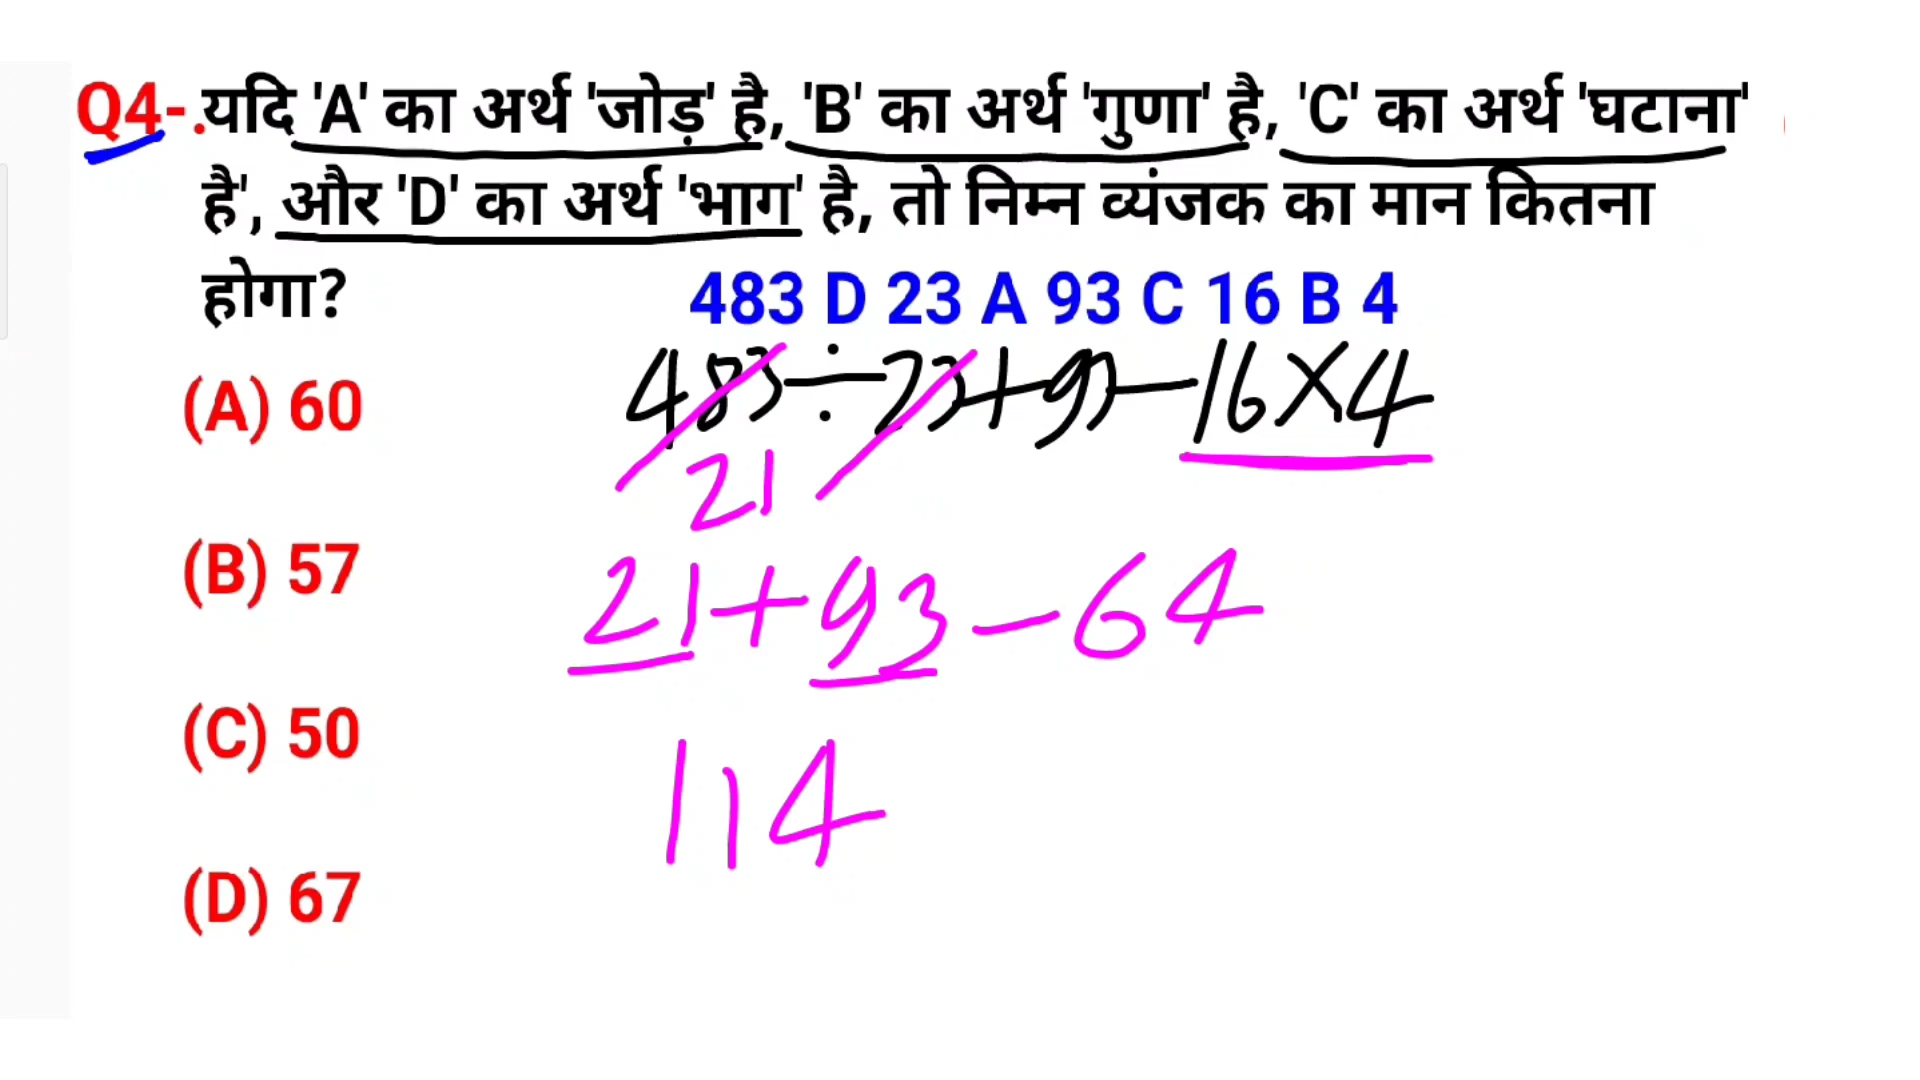 Q4-.यदि 'A' का अर्थ 'जोड़' है, 'B' का अर्थ 'गुणा' है, 'C' का अर्थ 'घटाना'
है', और 'D' का अर्थ 'भाग' है, तो निम्न व्यंजक का मान कितना
होगा? 483 D 23 A 93 C 16 B 4
483÷23+93-16×4
(A) 60
21
(B) 57
21+93-64
(C) 50
114
(D) 67